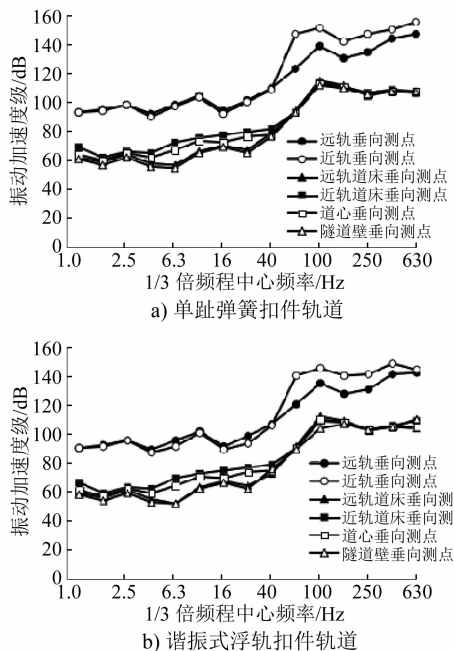 160
140
120
100
80
60
40
20
0
振动加速度级/dB
远轨垂向测点
近轨垂向测点
远轨道床垂向测点
近轨道床垂向测点
道心垂向测点
隧道壁垂向测点
1.0 2.5 6.3 16 40 100 250 630
1/3 倍频程中心频率/Hz
a) 单趾弹簧扣件轨道
160
140
120
100
80
60
40
20
0
振动加速度级/dB
远轨垂向测点
近轨垂向测点
远轨道床垂向测
近轨道床垂向测
道心垂向测点
隧道壁垂向测点
1.0 2.5 6.3 16 40 100 250 630
1/3 倍频程中心频率/Hz
b) 谐振式浮轨扣件轨道